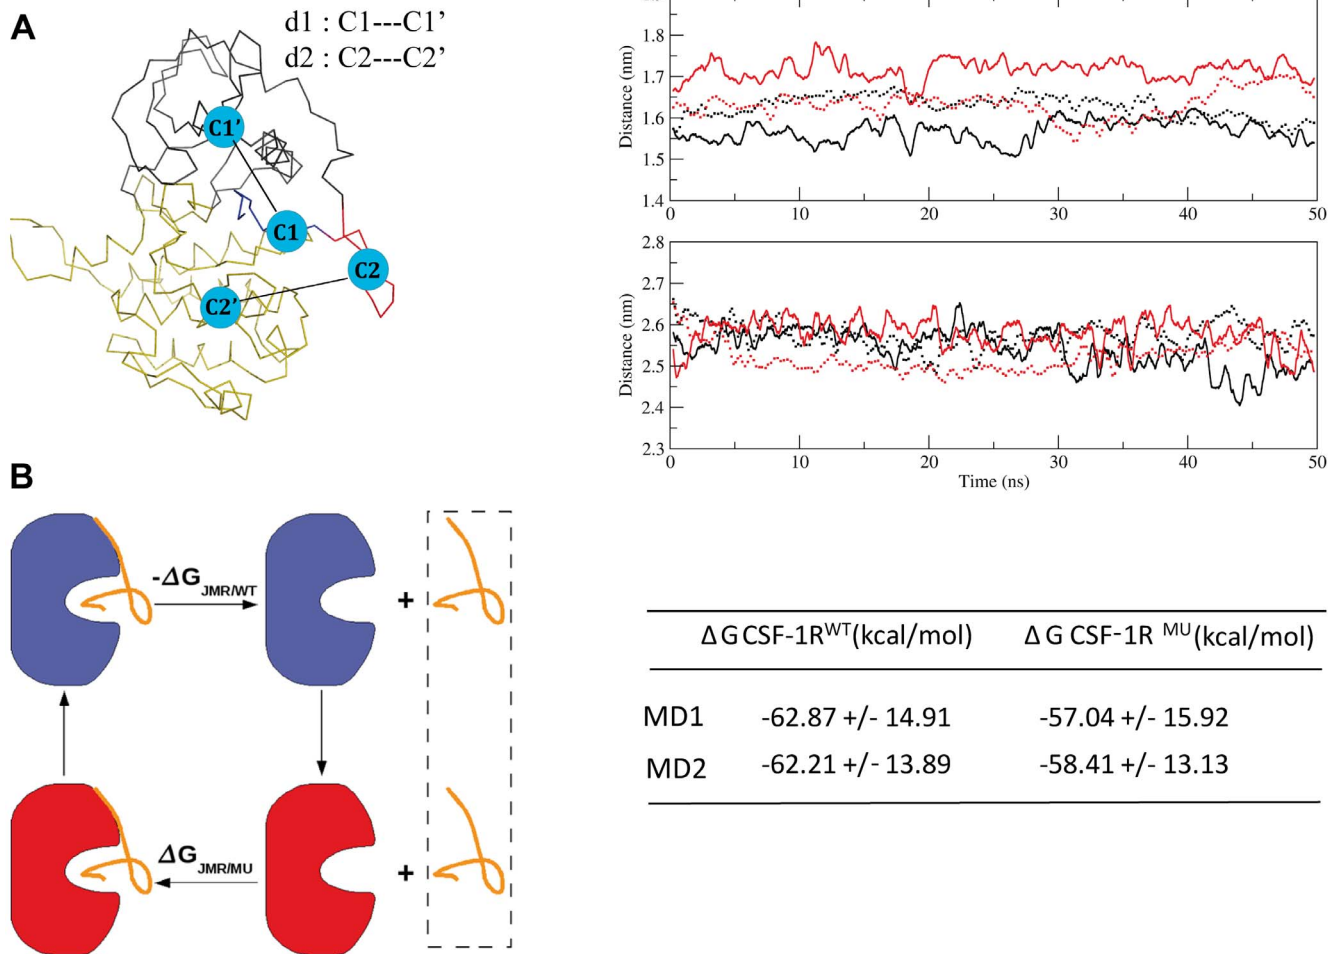 A
d1 : C1---C1’
d2 : C2---C2’
C1’
C1
C2
C2’
1.8
1.7
1.6
1.5
1.4
Distance (nm)
0 10 20 30 40 50
2.8
2.7
2.6
2.5
2.4
2.3
Distance (nm)
0 10 20 30 40 50
Time (ns)
B
-ΔG JMR/WT
+
ΔG JMR/MU
+
Δ G CSF-1R WT (kcal/mol) Δ G CSF-1R MU (kcal/mol)
MD1 -62.87 +/- 14.91 -57.04 +/- 15.92
MD2 -62.21 +/- 13.89 -58.41 +/- 13.13